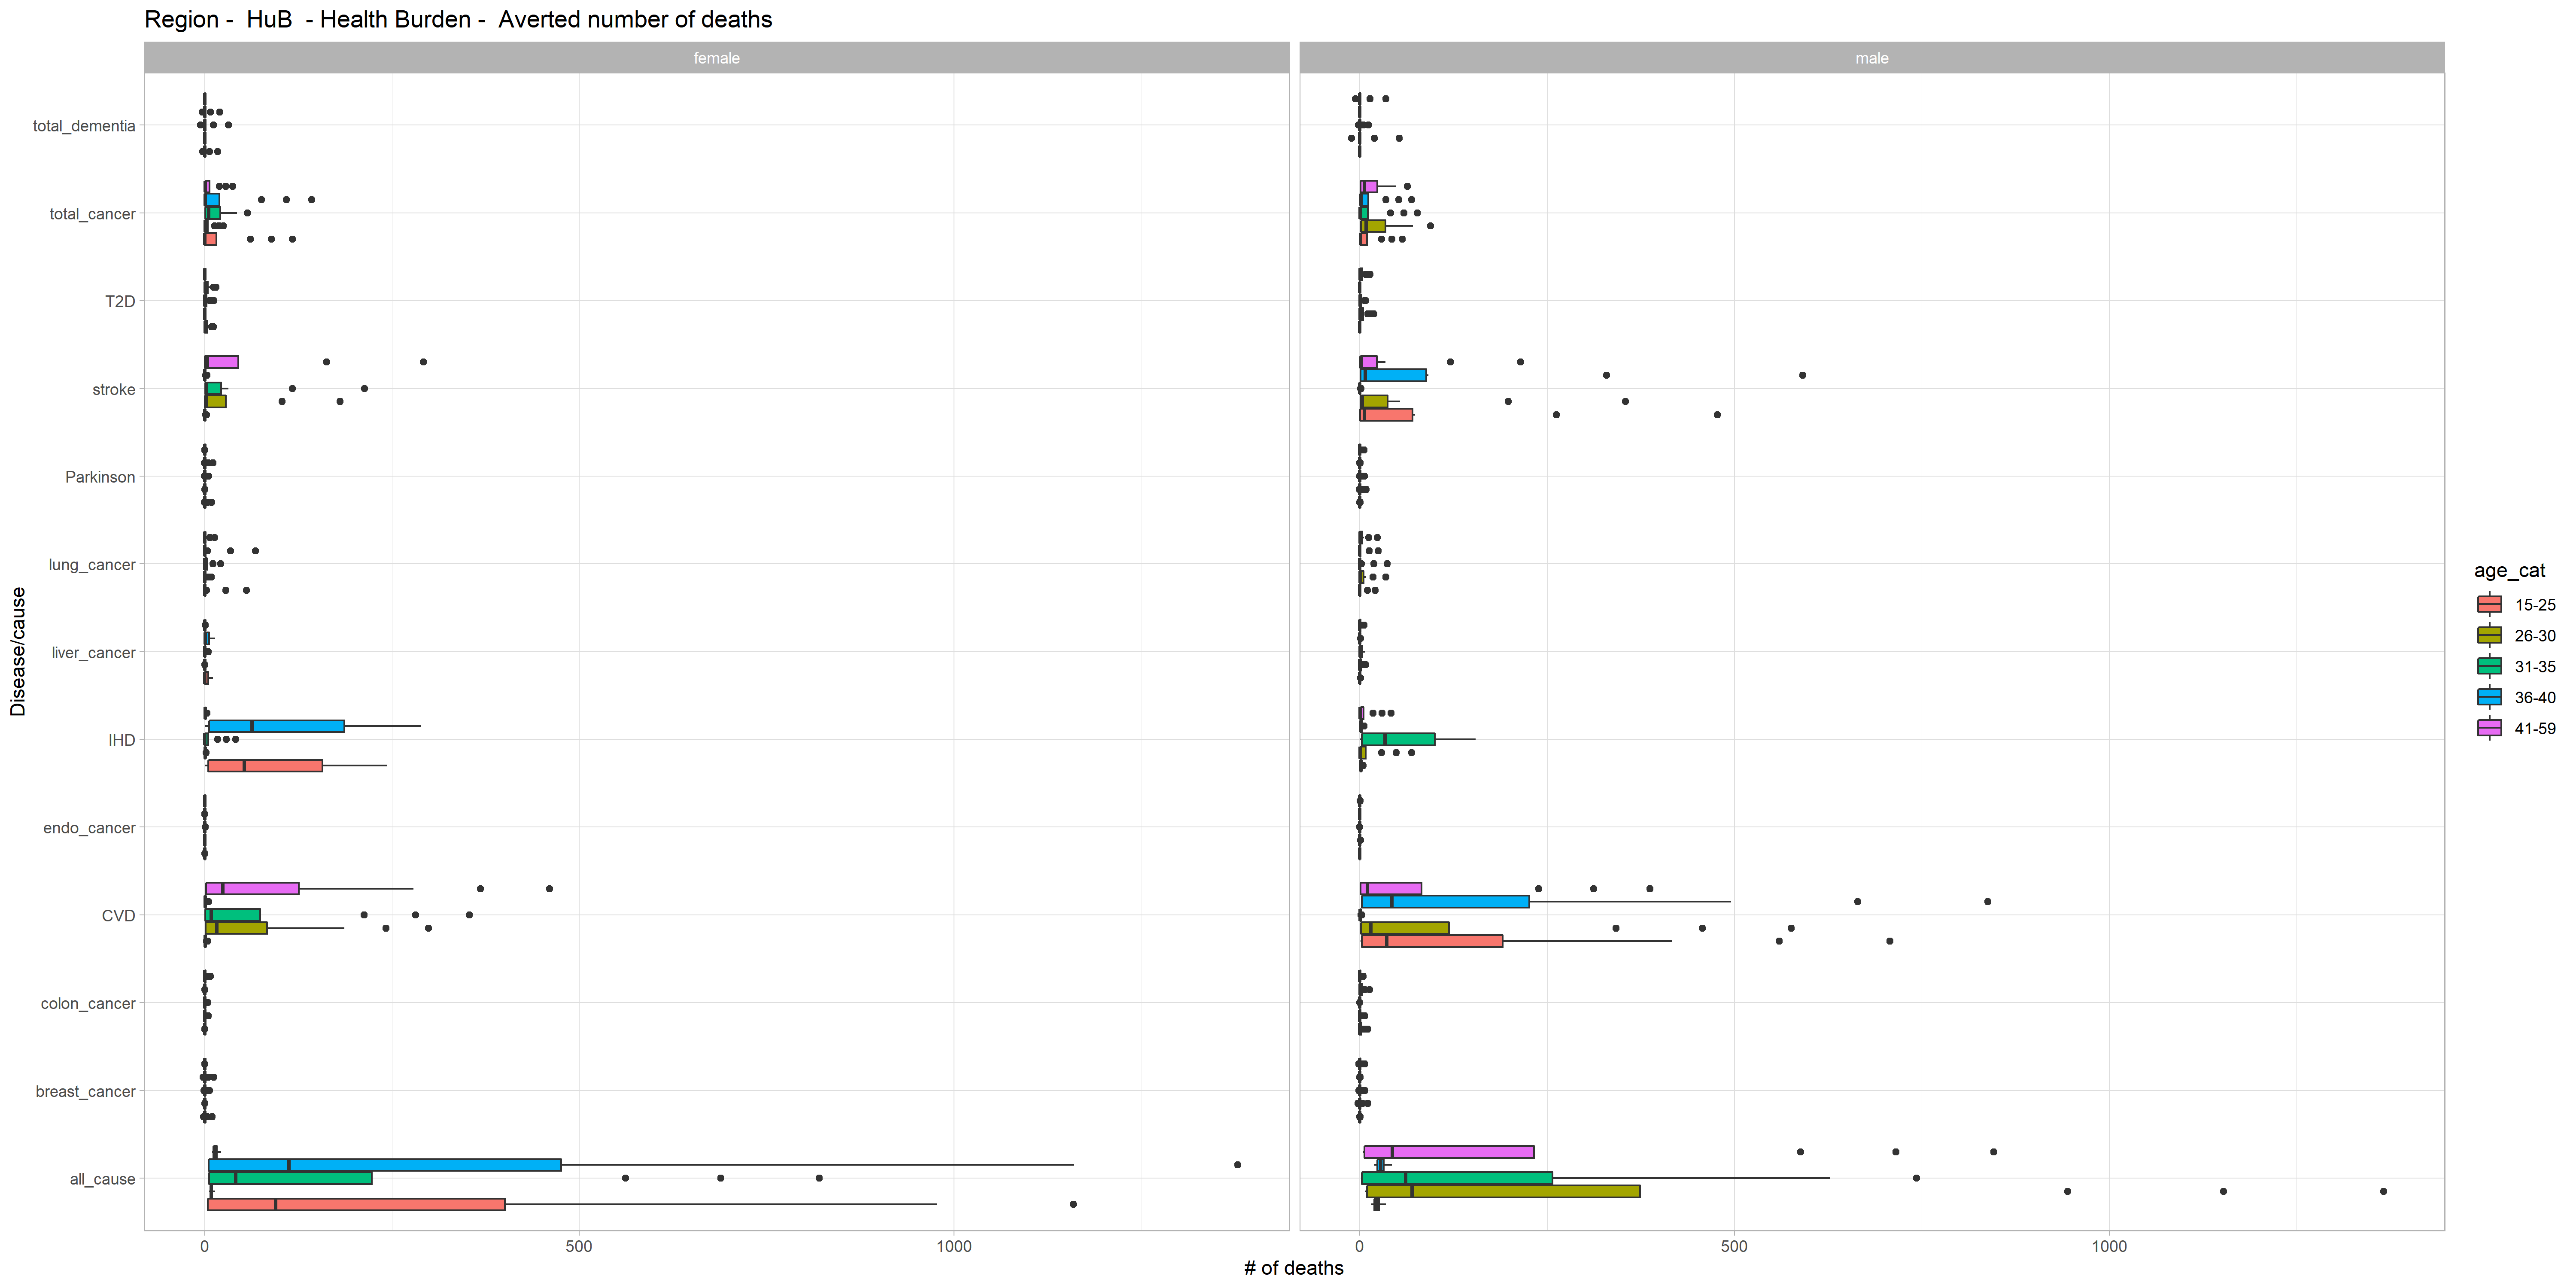 Region -  HuB  - Health Burden -  Averted number of deaths
female
male
total_dementia
total_cancer
T2D
stroke
Parkinson
lung_cancer
liver_cancer
IHD
endo_cancer
CVD
colon_cancer
breast_cancer
all_cause
Disease/cause
0
500
1000
0
500
1000
# of deaths
age_cat
15-25
26-30
31-35
36-40
41-59